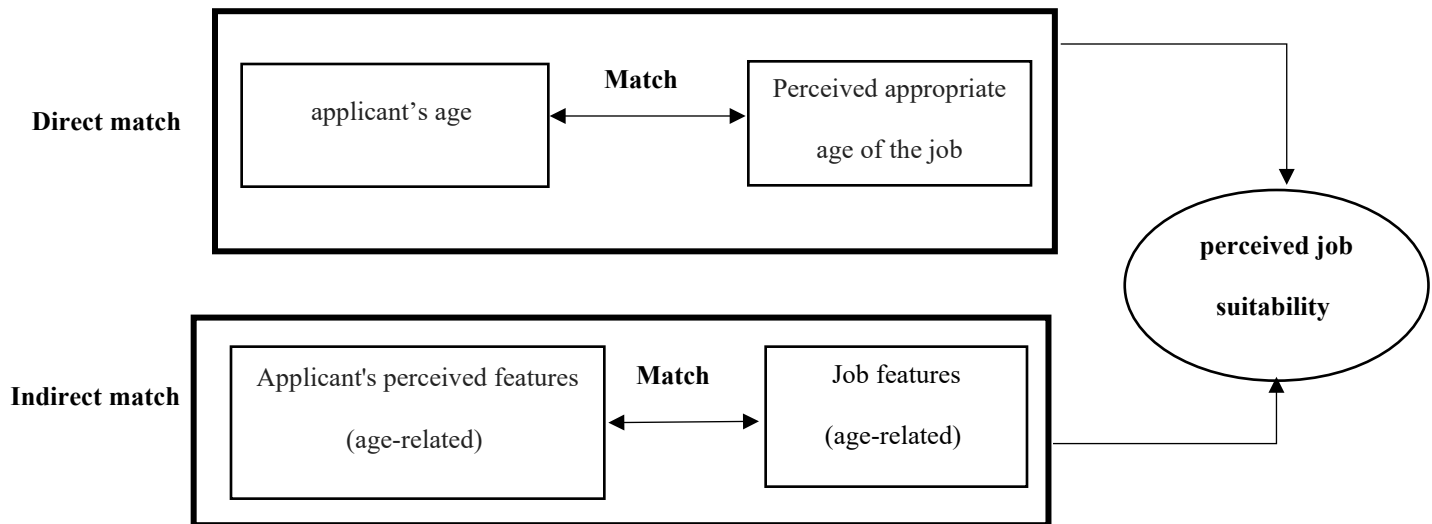 Direct match
applicant’s age
Match
Perceived appropriate
age of the job
perceived job
suitability
Indirect match
Applicant's perceived features
(age-related)
Match
Job features
(age-related)